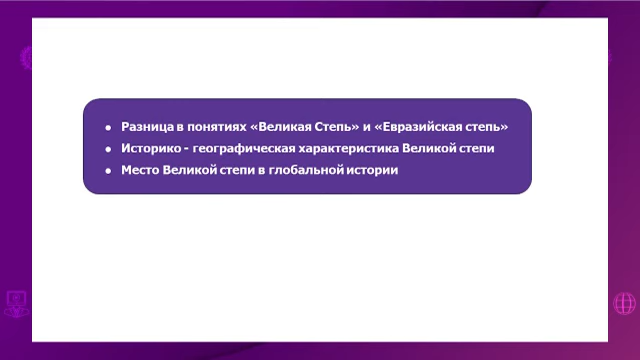 ● Разница в понятиях «Великая Степь» и «Евразийская степь»
● Историко - географическая характеристика Великой степи
● Место Великой степи в глобальной истории